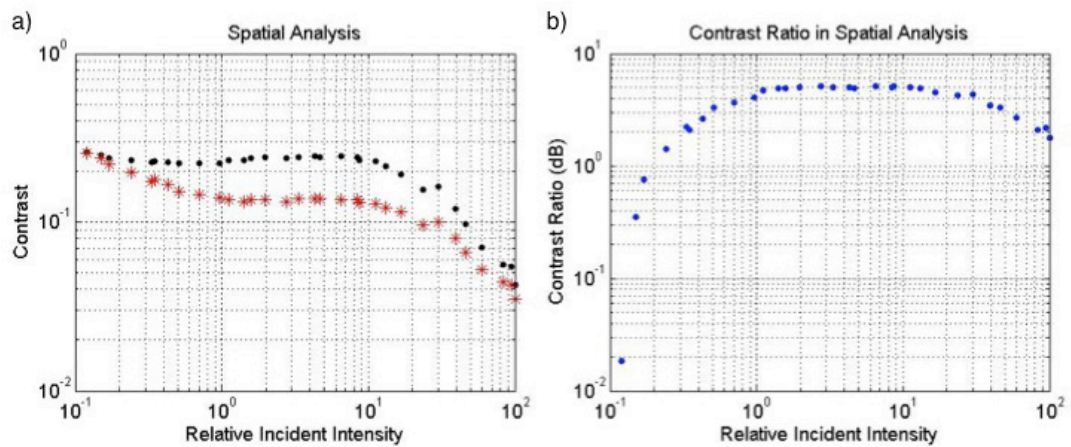 a)
Spatial Analysis
Contrast
10^0
10^-1
10^-2
10^-1
10^0
10^1
10^2
Relative Incident Intensity
b)
Contrast Ratio in Spatial Analysis
Contrast Ratio (dB)
10^1
10^0
10^-1
10^-2
10^-1
10^0
10^1
10^2
Relative Incident Intensity